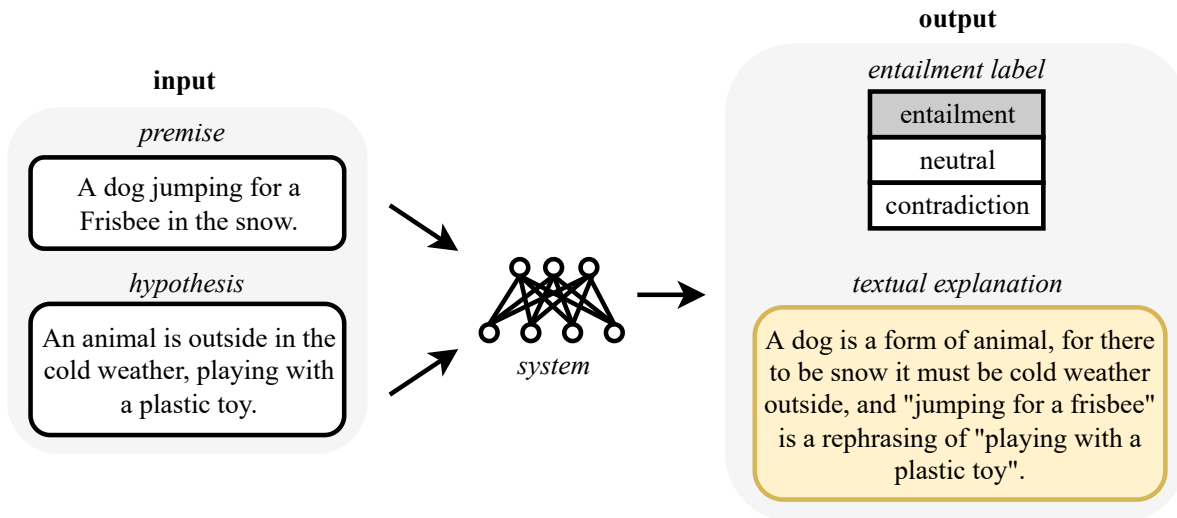 input
premise
A dog jumping for a
Frisbee in the snow.
hypothesis
An animal is outside in the
cold weather, playing with
a plastic toy.
system
output
entailment label
entailment
neutral
contradiction
textual explanation
A dog is a form of animal, for there
to be snow it must be cold weather
outside, and "jumping for a frisbee"
is a rephrasing of "playing with a
plastic toy".